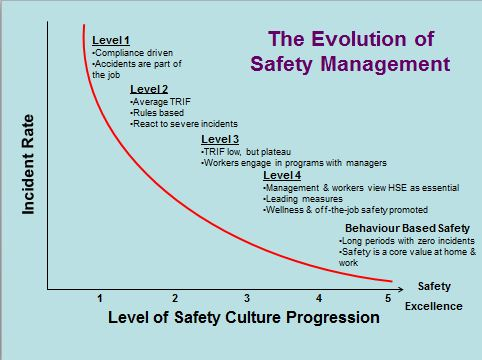 The Evolution of
Safety Management
Incident Rate
Level 1
•Compliance driven
•Accidents are part of
the job
Level 2
•Average TRIF
•Rules based
•React to severe incidents
Level 3
•TRIF low, but plateau
•Workers engage in programs with managers
Level 4
•Management & workers view HSE as essential
•Leading measures
•Wellness & off-the-job safety promoted
Behaviour Based Safety
•Long periods with zero incidents
•Safety is a core value at home &
work
1 2 3 4 5
Safety
Excellence
Level of Safety Culture Progression